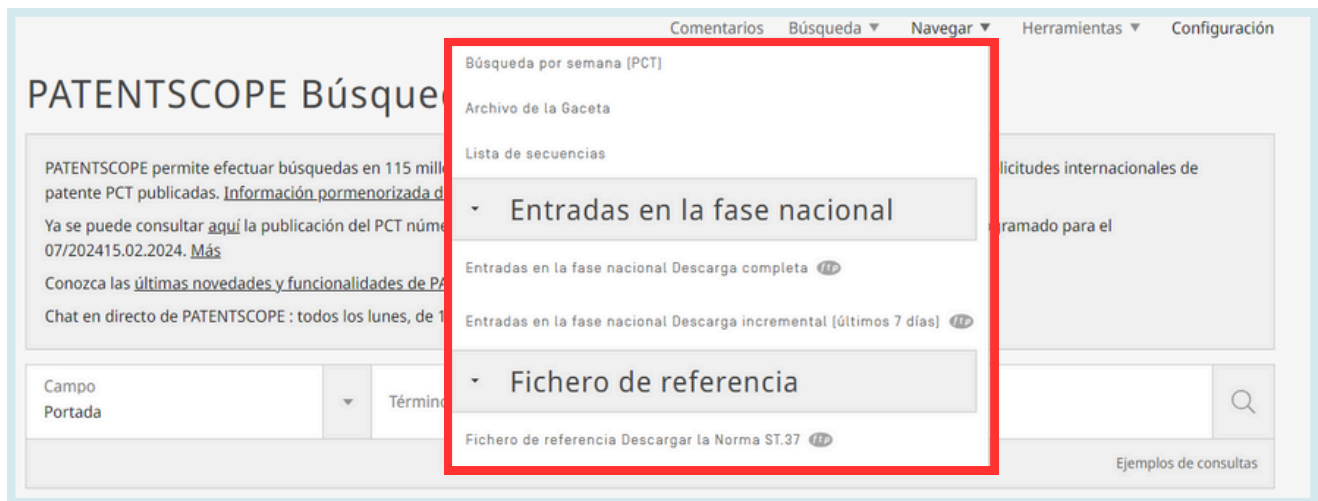 Comentarios Búsqueda Navegar Herramientas Configuración
PATENTSCOPE Búsque
Búsqueda por semana (PCT)
Archivo de la Gaceta
Lista de secuencias
Entradas en la fase nacional
Entradas en la fase nacional Descarga completa ftp
Entradas en la fase nacional Descarga incremental [últimos 7 días] ftp
Fichero de referencia
Fichero de referencia Descargar la Norma ST.37 ftp
PATENTSCOPE permite efectuar búsquedas en 115 mill licitudes internacionales de
patente PCT publicadas. Información pormenorizada d
Ya se puede consultar aquí la publicación del PCT núme ramado para el
07/202415.02.2024. Más
Conozca las últimas novedades y funcionalidades de PA
Chat en directo de PATENTSCOPE : todos los lunes, de 1
Campo
Portada
Término
Ejemplos de consultas